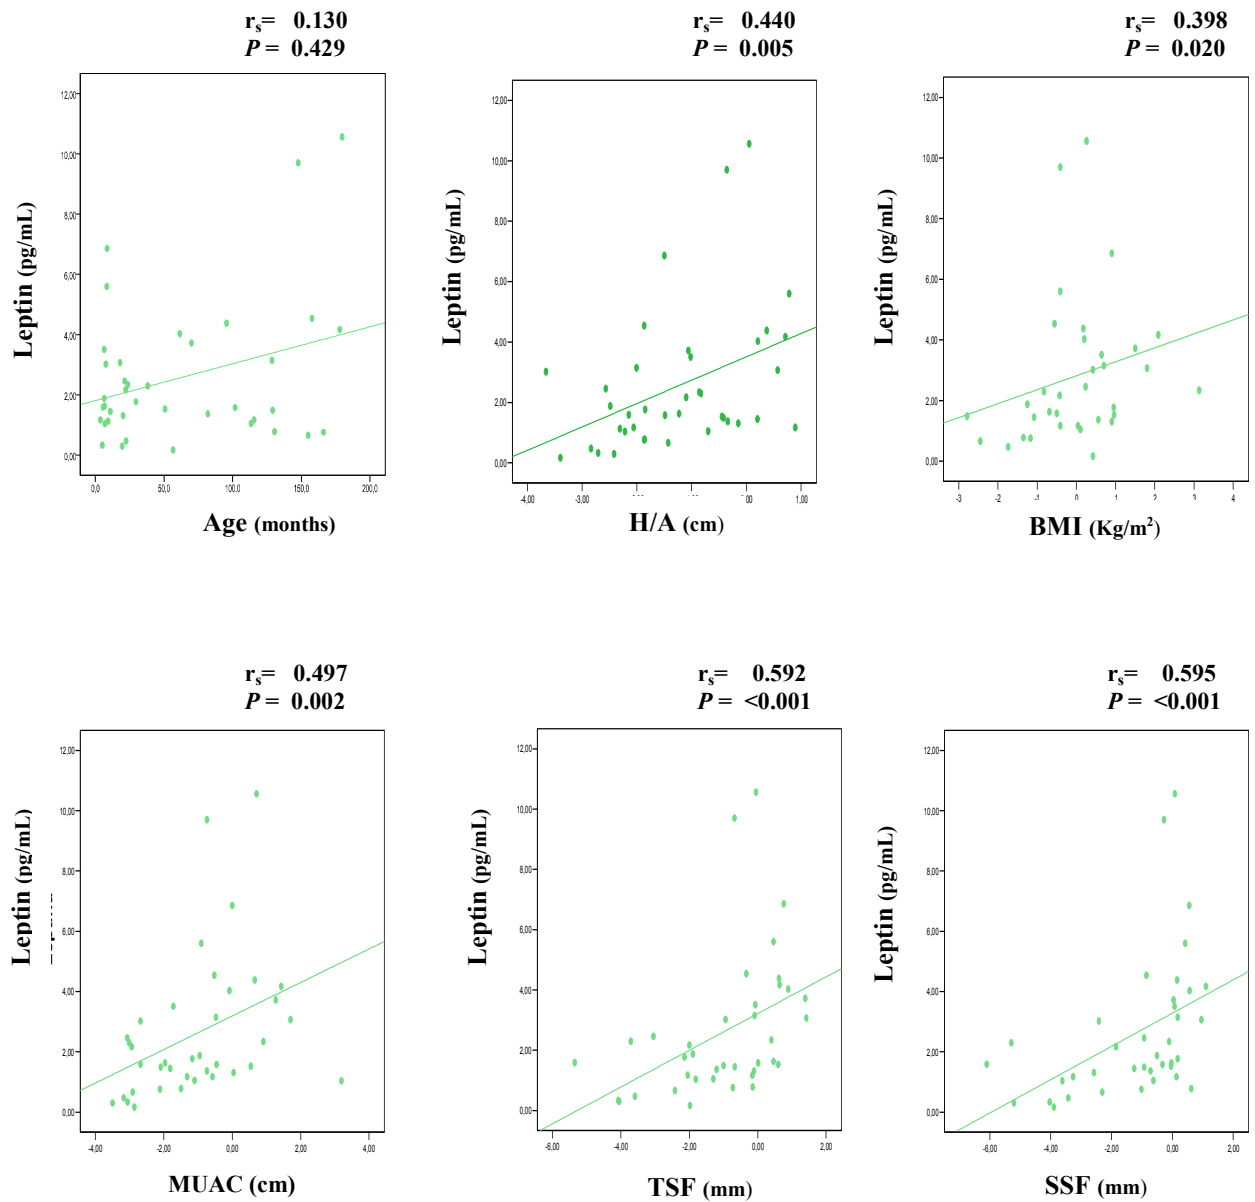 rs= 0.130
P = 0.429
rs= 0.440
P = 0.005
rs= 0.398
P = 0.020
Leptin (pg/mL)
12,00
10,00
8,00
6,00
4,00
2,00
0,00
0,0 50,0 100,0 150,0 200,0
Age (months)
Leptin (pg/mL)
12,00
10,00
8,00
6,00
4,00
2,00
0,00
-4,00 -3,00 1,00
H/A (cm)
Leptin (pg/mL)
12,00
10,00
8,00
6,00
4,00
2,00
0,00
-3 -2 -1 0 1 2 3 4
BMI (Kg/m²)
rs= 0.497
P = 0.002
rs= 0.592
P = <0.001
rs= 0.595
P = <0.001
Leptin (pg/mL)
12,00
10,00
8,00
6,00
4,00
2,00
0,00
-4,00 -2,00 0,00 2,00 4,00
MUAC (cm)
Leptin (pg/mL)
12,00
10,00
8,00
6,00
4,00
2,00
0,00
-6,00 -4,00 -2,00 0,00 2,00
TSF (mm)
Leptin (pg/mL)
12,00
10,00
8,00
6,00
4,00
2,00
0,00
-6,00 -4,00 -2,00 0,00 2,00
SSF (mm)